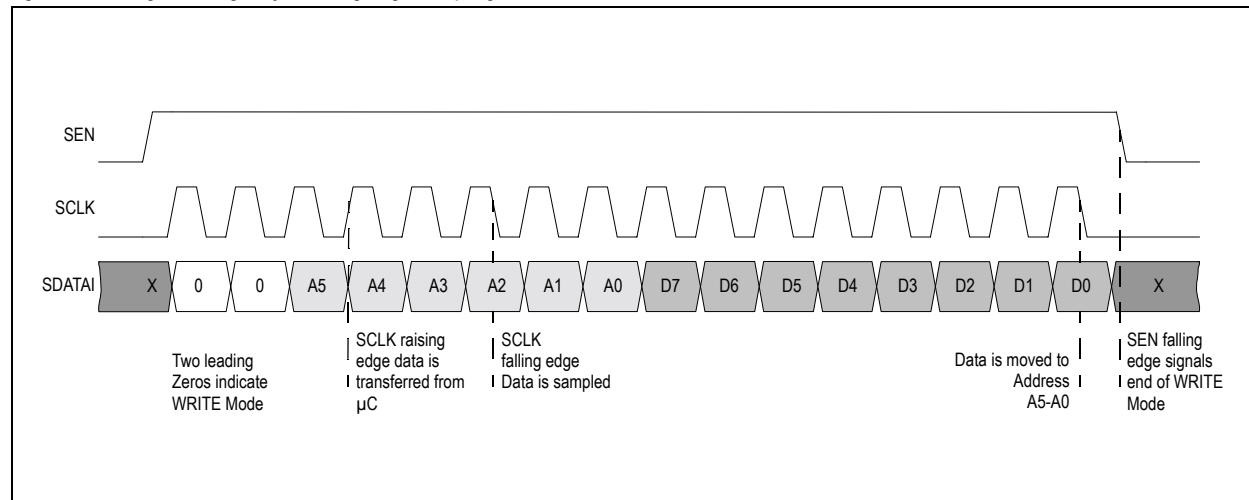 SEN
SCLK
SDATAI X 0 0 A5 A4 A3 A2 A1 A0 D7 D6 D5 D4 D3 D2 D1 D0 X
Two leading
Zeros indicate
WRITE Mode
SCLK raising
edge data is
transferred from
µC
SCLK
falling edge
Data is sampled
Data is moved to
Address
A5-A0
SEN falling
edge signals
end of WRITE
Mode